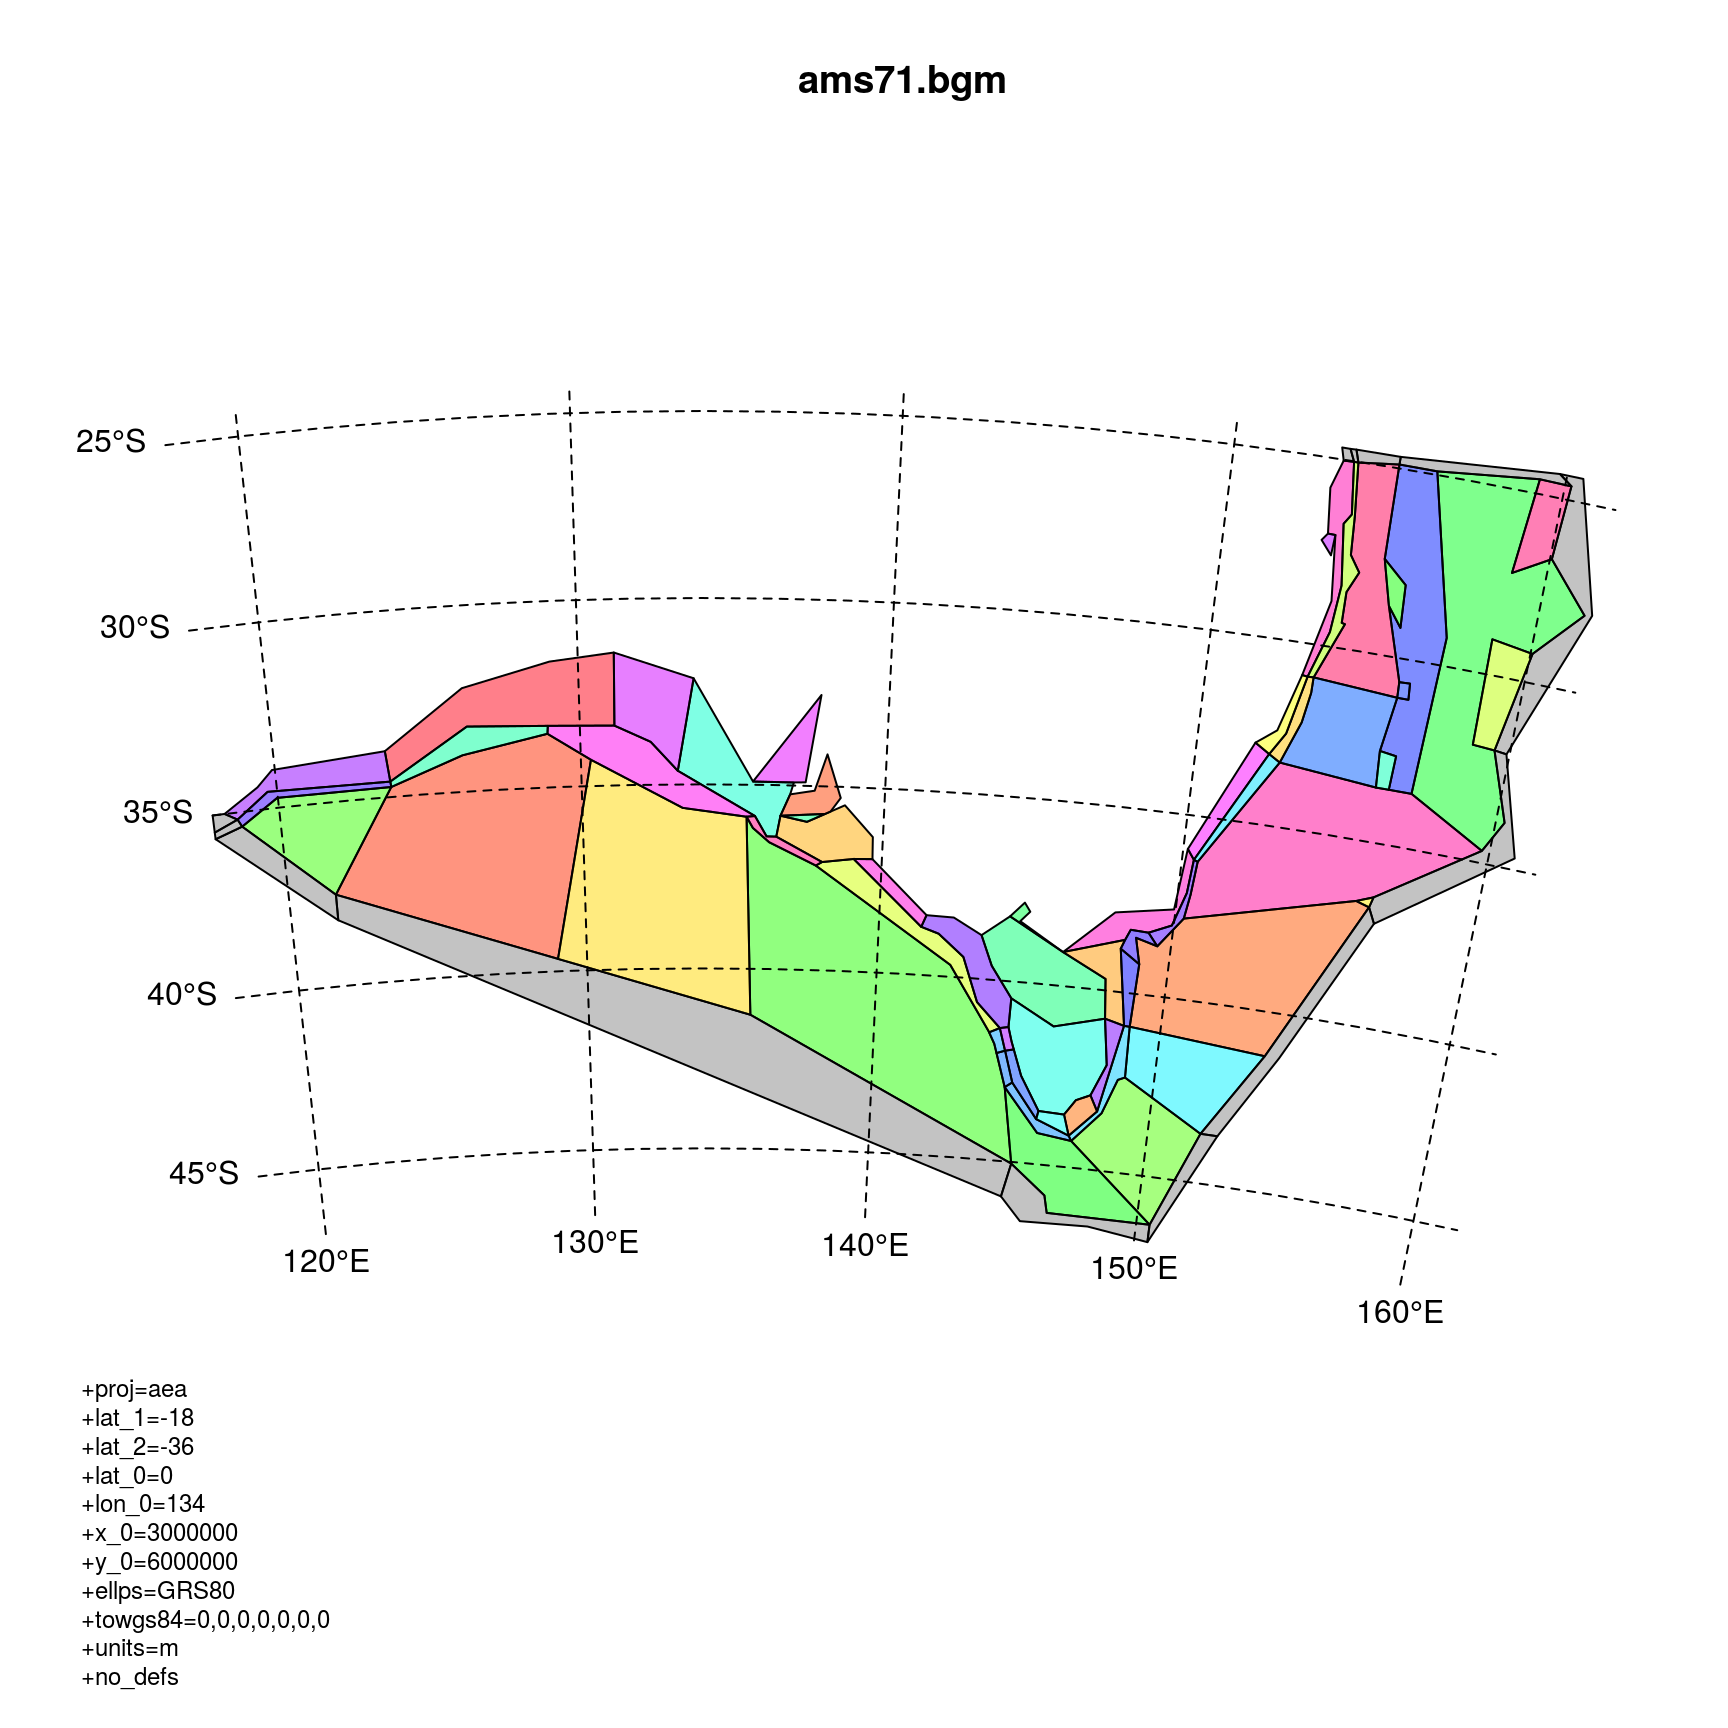 ams71.bgm
25°S
30°S
35°S
40°S
45°S
120°E
130°E
140°E
150°E
160°E
+proj=aea
+lat_1=-18
+lat_2=-36
+lat_0=0
+lon_0=134
+x_0=3000000
+y_0=6000000
+ellps=GRS80
+towgs84=0,0,0,0,0,0,0
+units=m
+no_defs